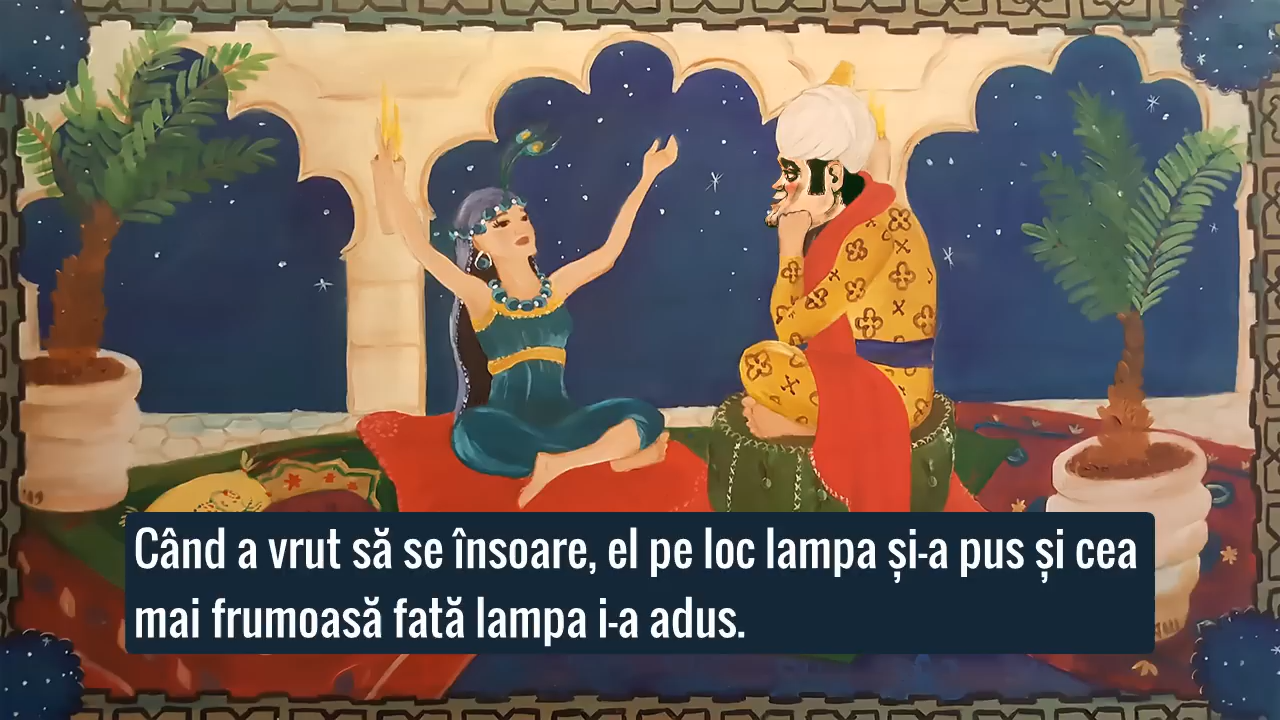 Când a vrut să se însoare, el pe loc lampa și-a pus și cea
mai frumoasă fată lampa i-a adus.